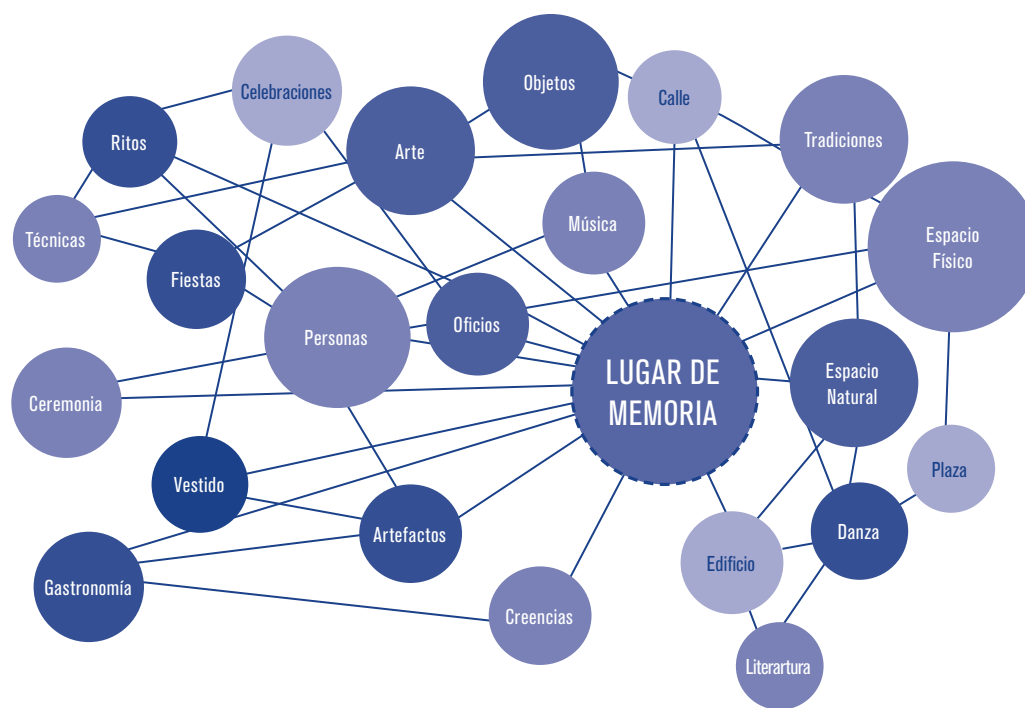 Celebraciones
Objetos
Calle
Ritos
Arte
Tradiciones
Técnicas
Fiestas
Música
Espacio
Físico
Personas
Oficios
LUGAR DE
MEMORIA
Espacio
Natural
Ceremonia
Vestido
Plaza
Artefactos
Danza
Gastronomía
Edificio
Creencias
Literartura